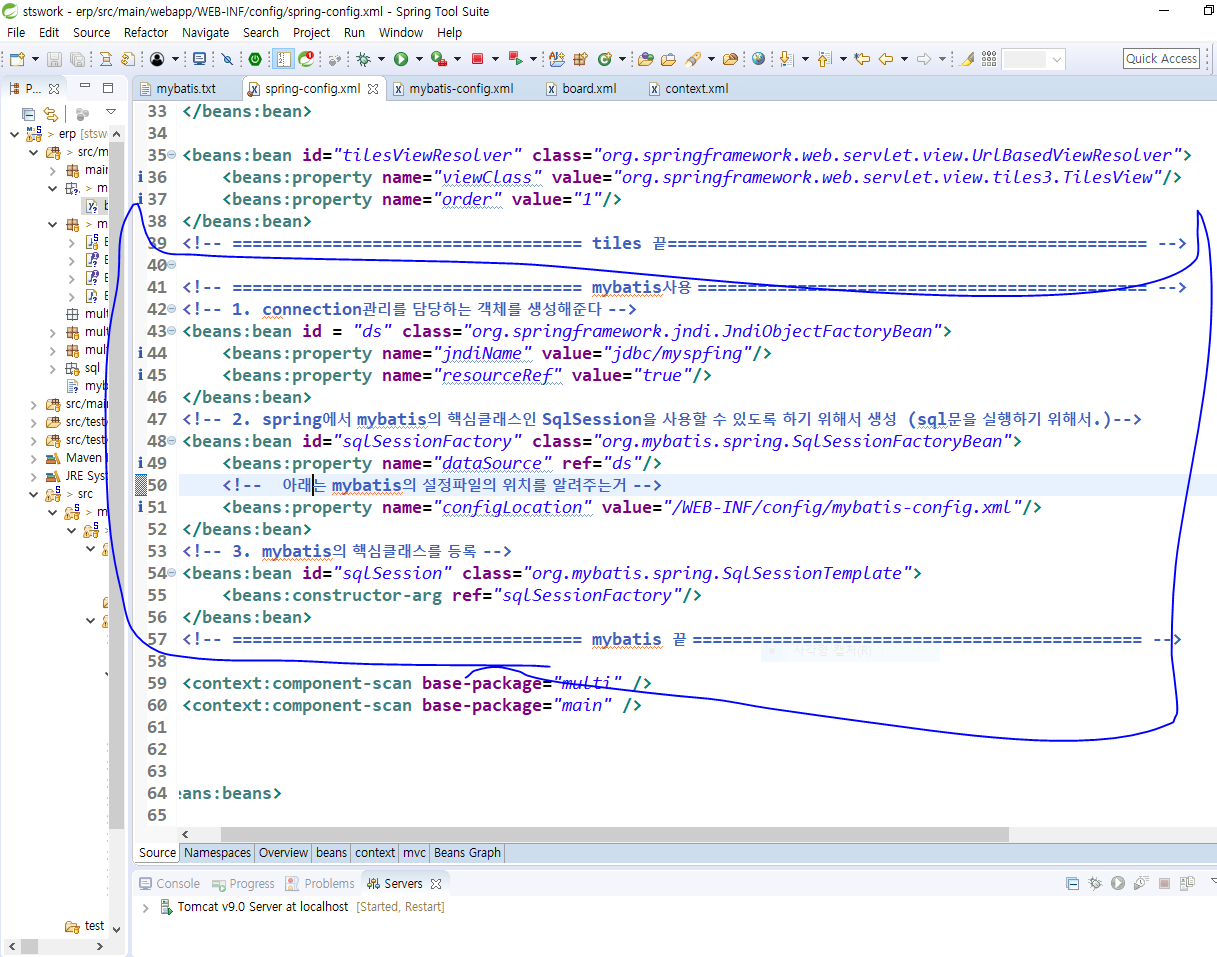 stswork - erp/src/main/webapp/WEB-INF/config/spring-config.xml - Spring Tool Suite
File Edit Source Refactor Navigate Search Project Run Window Help
Quick Access
P...
mybatis.txt
spring-config.xml
mybatis-config.xml
board.xml
context.xml
erp [stsw
src/m
main
m
b
m
E
E
E
E
mult
mult
mult
sql
myb
src/mai
src/test
src/test
Maven
JRE Sys
src
m
test
33 </beans:bean>
34
35 <beans:bean id="tilesViewResolver" class="org.springframework.web.servlet.view.UrlBasedViewResolver">
36 <beans:property name="viewClass" value="org.springframework.web.servlet.view.tiles3.TilesView"/>
37 <beans:property name="order" value="1"/>
38 </beans:bean>
39 <!-- =================================== tiles 끝================================================ -->
40
41 <!-- =================================== mybatis사용 ============================================= -->
42 <!-- 1. connection관리를 담당하는 객체를 생성해준다 -->
43 <beans:bean id = "ds" class="org.springframework.jndi.JndiObjectFactoryBean">
44 <beans:property name="jndiName" value="jdbc/myspfing"/>
45 <beans:property name="resourceRef" value="true"/>
46 </beans:bean>
47 <!-- 2. spring에서 mybatis의 핵심클래스인 SqlSession을 사용할 수 있도록 하기 위해서 생성 (sql문을 실행하기 위해서.)-->
48 <beans:bean id="sqlSessionFactory" class="org.mybatis.spring.SqlSessionFactoryBean">
49 <beans:property name="dataSource" ref="ds"/>
50 <!-- 아래는 mybatis의 설정파일의 위치를 알려주는거 -->
51 <beans:property name="configLocation" value="/WEB-INF/config/mybatis-config.xml"/>
52 </beans:bean>
53 <!-- 3. mybatis의 핵심클래스를 등록 -->
54 <beans:bean id="sqlSession" class="org.mybatis.spring.SqlSessionTemplate">
55 <beans:constructor-arg ref="sqlSessionFactory"/>
56 </beans:bean>
57 <!-- =================================== mybatis 끝 ============================================= -->
58
사각형 캡처(R)
59 <context:component-scan base-package="multi" />
60 <context:component-scan base-package="main" />
61
62
63
64 eans:beans>
65
Source Namespaces Overview beans context mvc Beans Graph
Console Progress Problems Servers
Tomcat v9.0 Server at localhost [Started, Restart]